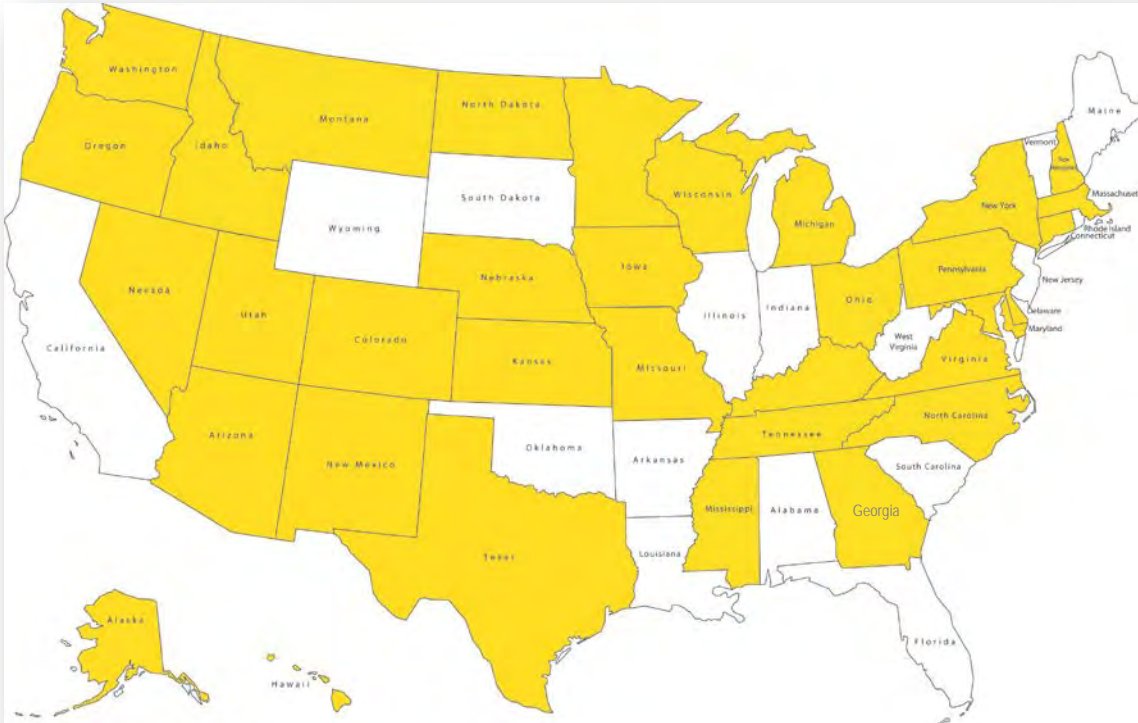 Washington
Oregon
Idaho
Montana
North Dakota
South Dakota
Wyoming
Nebraska
Nevada
Utah
Colorado
Kansas
California
Arizona
New Mexico
Oklahoma
Texas
Wisconsin
Iowa
Missouri
Arkansas
Louisiana
Illinois
Indiana
Michigan
Ohio
Tennessee
Mississippi
Alabama
Georgia
Florida
South Carolina
North Carolina
Virginia
West
Virginia
Pennsylvania
New York
Vermont
New
Hampshire
Maine
Massachuset
Rhode Island
Connecticut
New Jersey
Delaware
Maryland
Alaska
Hawaii